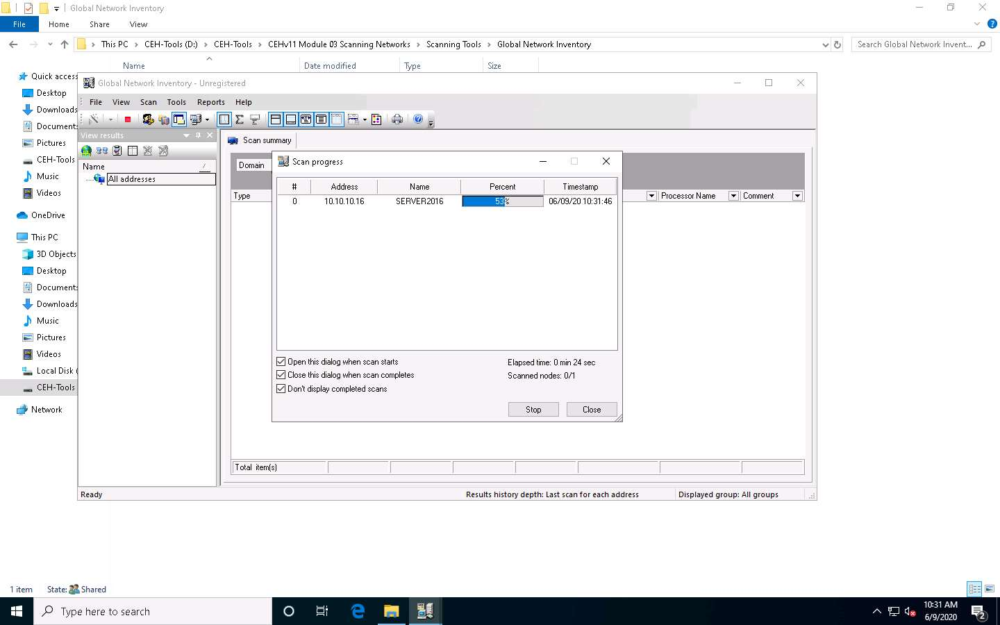 Global Network Inventory
File Home Share View
This PC CEH-Tools (D:) CEH-Tools CEHv11 Module 03 Scanning Networks Scanning Tools Global Network Inventory
Search Global Network Invent...
Name Date modified Type Size
Quick access
Desktop
Downloads
Documents
Pictures
CEH-Tools
Music
Videos
OneDrive
This PC
3D Objects
Desktop
Documents
Downloads
Music
Pictures
Videos
Local Disk (
CEH-Tools
Network
Global Network Inventory - Unregistered
File View Scan Tools Reports Help
View results
Name
All addresses
Scan summary
Domain
Type Processor Name Comment
Scan progress
# Address Name Percent Timestamp
0 10.10.10.16 SERVER2016 53% 06/09/20 10:31:46
Open this dialog when scan starts
Close this dialog when scan completes
Don't display completed scans
Elapsed time: 0 min 24 sec
Scanned nodes: 0/1
Stop Close
Total item(s)
Ready Results history depth: Last scan for each address Displayed group: All groups
1 item State: Shared
Type here to search
10:31 AM
6/9/2020
2